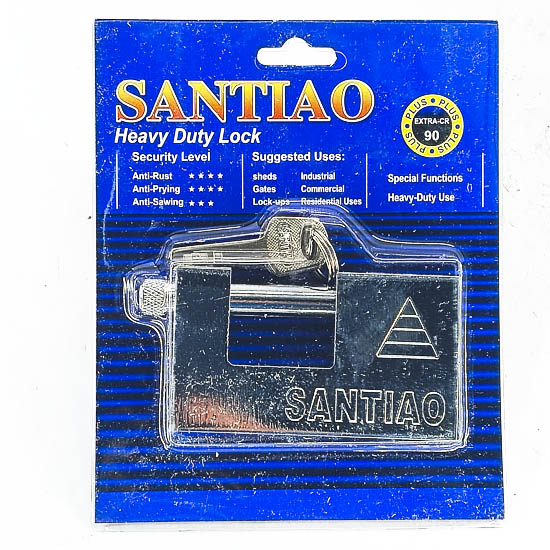 SANTIAO
Heavy Duty Lock
PLUS • PLUS • PLUS • PLUS •
EXTRA-CR
90
Security Level
Anti-Rust ★ ★ ★ ★
Anti-Prying ★ ★ ★ ★
Anti-Sawing ★ ★ ★
Suggested Uses:
sheds Industrial
Gates Commercial
Lock-ups Residential Uses
Special Functions
Heavy-Duty Use
SANTIAO